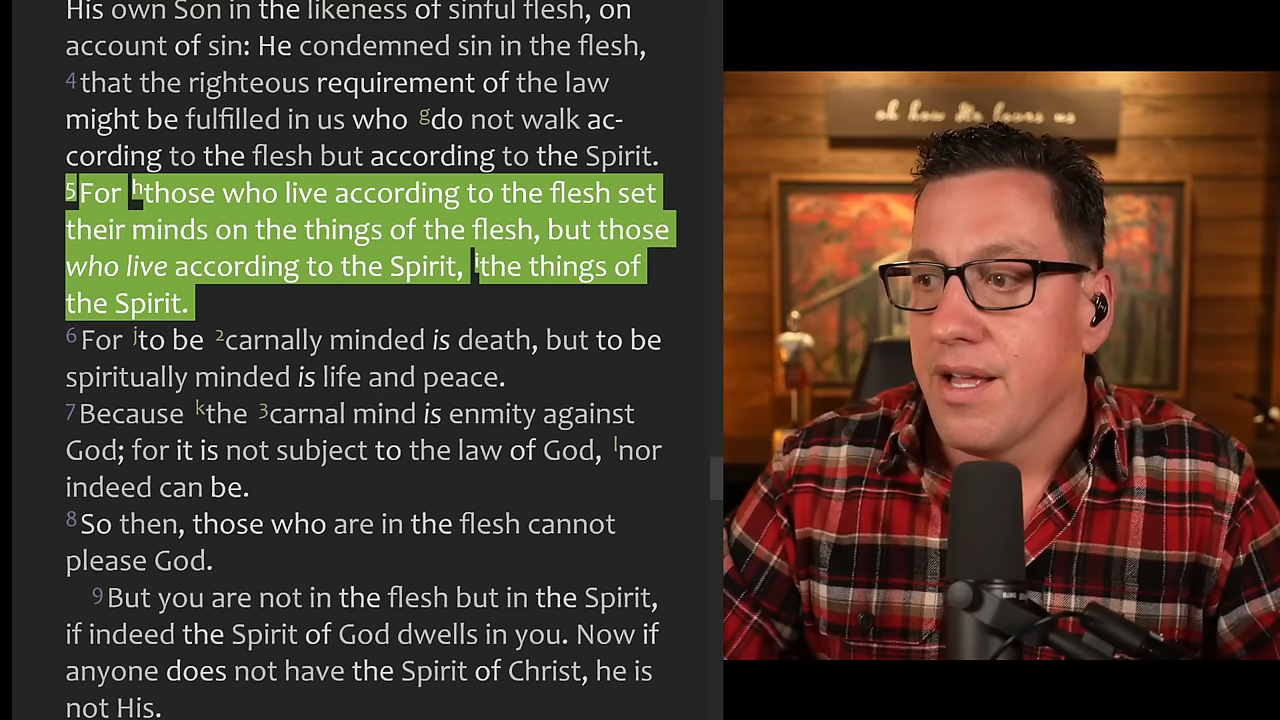 His own Son in the likeness of sinful flesh, on
account of sin: He condemned sin in the flesh,
4 that the righteous requirement of the law
might be fulfilled in us who g do not walk ac-
cording to the flesh but according to the Spirit.
5 For h those who live according to the flesh set
their minds on the things of the flesh, but those
who live according to the Spirit, i the things of
the Spirit.
6 For j to be 2 carnally minded is death, but to be
spiritually minded is life and peace.
7 Because k the 3 carnal mind is enmity against
God; for it is not subject to the law of God, l nor
indeed can be.
8 So then, those who are in the flesh cannot
please God.
9 But you are not in the flesh but in the Spirit,
if indeed the Spirit of God dwells in you. Now if
anyone does not have the Spirit of Christ, he is
not His.
oh how He loves us